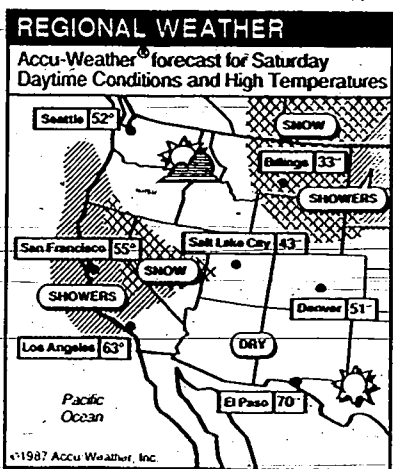 REGIONAL WEATHER
Accu-Weather® forecast for Saturday
Daytime Conditions and High Temperatures
Seattle 52°
SNOW
Billings 33°
SHOWERS
San Francisco 55°
Salt Lake City 43°
SNOW
SHOWERS
Denver 51°
Los Angeles 63°
DRY
Pacific
Ocean
El Paso 70°
©1987 Accu-Weather, Inc.